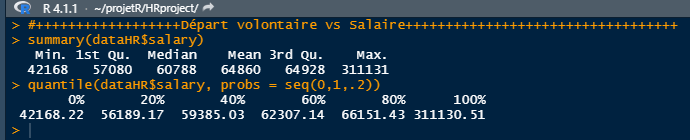 R 4.1.1 · ~/projetR/HRproject/
> #++++++++++++++++++Départ volontaire vs Salaire++++++++++++++++++++++++++++++++++
> summary(dataHR$salary)
Min. 1st Qu. Median Mean 3rd Qu. Max.
42168 57080 60788 64860 64928 311131
> quantile(dataHR$salary, probs = seq(0,1,.2))
0% 20% 40% 60% 80% 100%
42168.22 56189.17 59385.03 62307.14 66151.43 311130.51
>